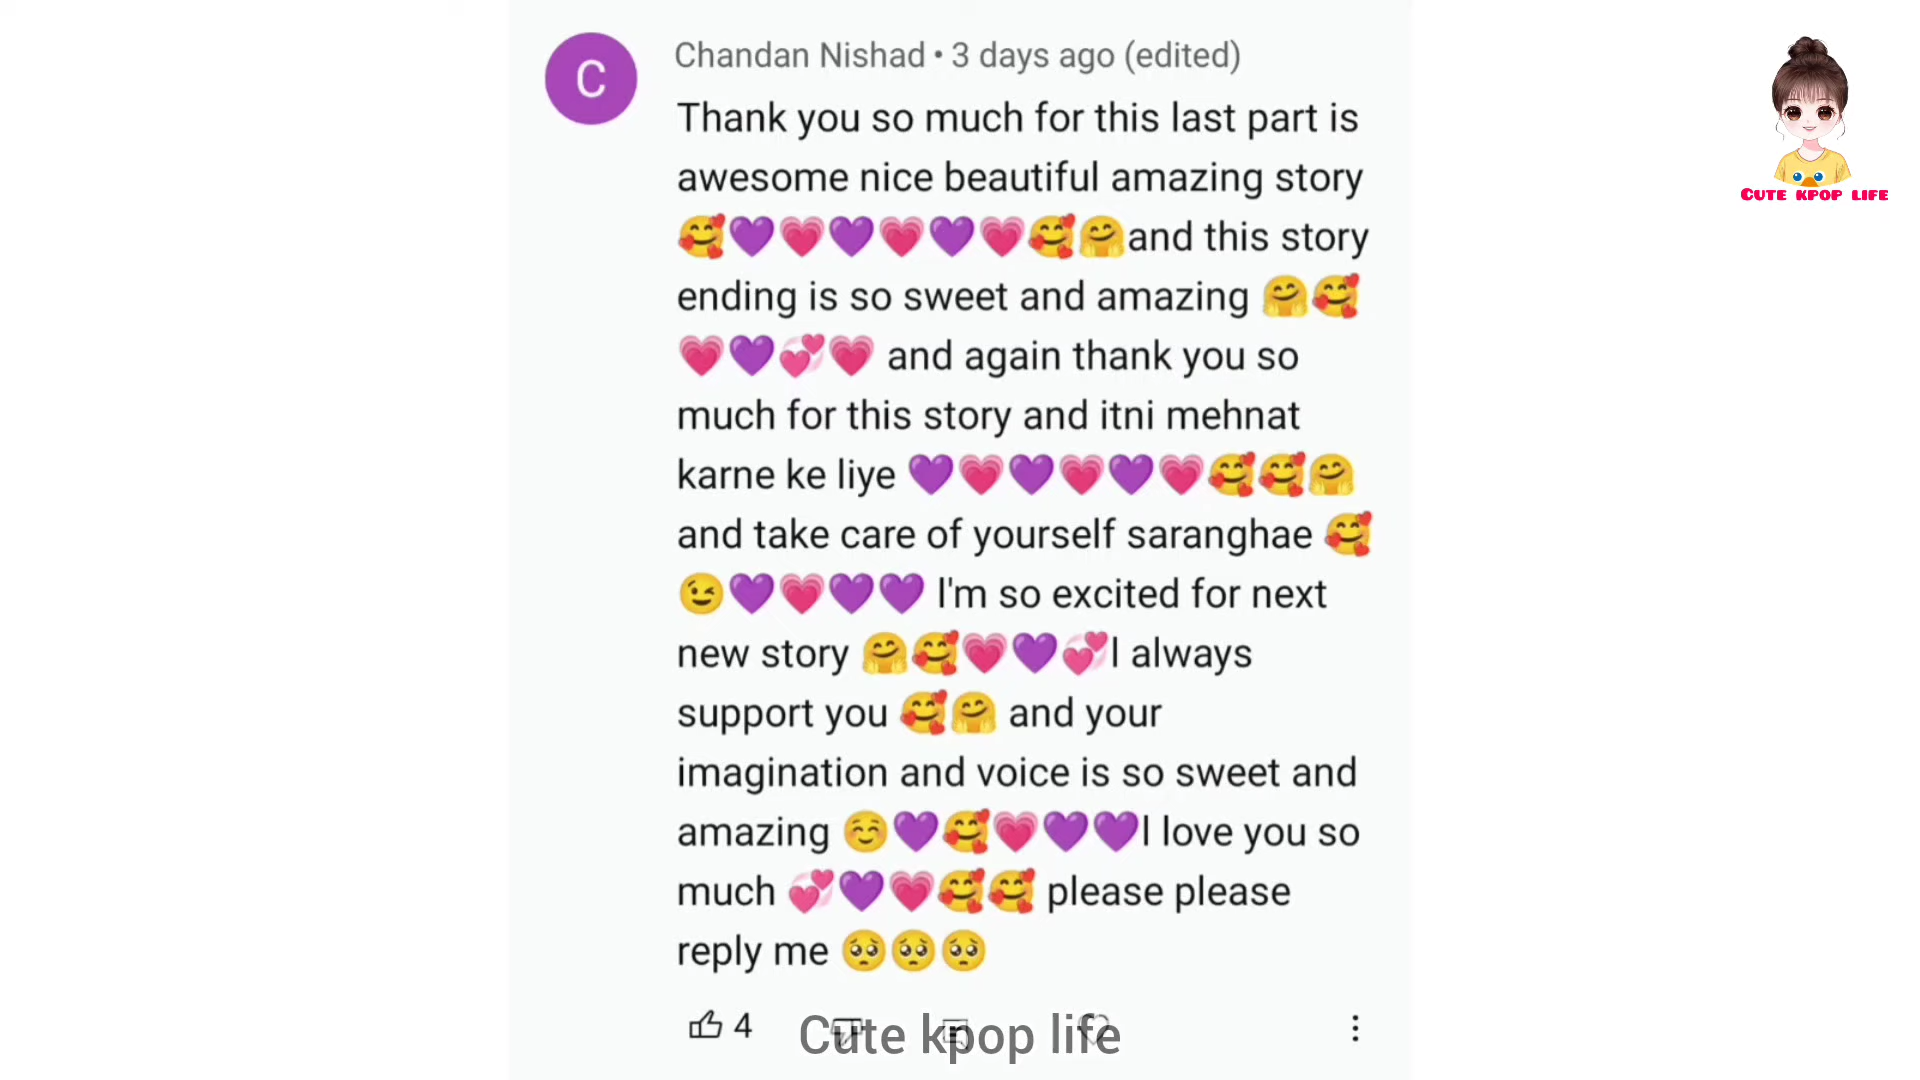 C
Chandan Nishad • 3 days ago (edited)
Thank you so much for this last part is
awesome nice beautiful amazing story
🥰💜💗💜💗💜💗🥰🤗and this story
ending is so sweet and amazing 🤗🥰
💗💜💞💗 and again thank you so
much for this story and itni mehnat
karne ke liye 💜💗💜💗💜💗🥰🥰🤗
and take care of yourself saranghae 🥰
😉💜💗💜💜 I'm so excited for next
new story 🤗🥰💗💜💞I always
support you 🥰🤗 and your
imagination and voice is so sweet and
amazing ☺️💜🥰💗💜💜I love you so
much 💞💜💗🥰🥰 please please
reply me 🥺🥺🥺
4
Cute kpop life
CUTE KPOP LIFE